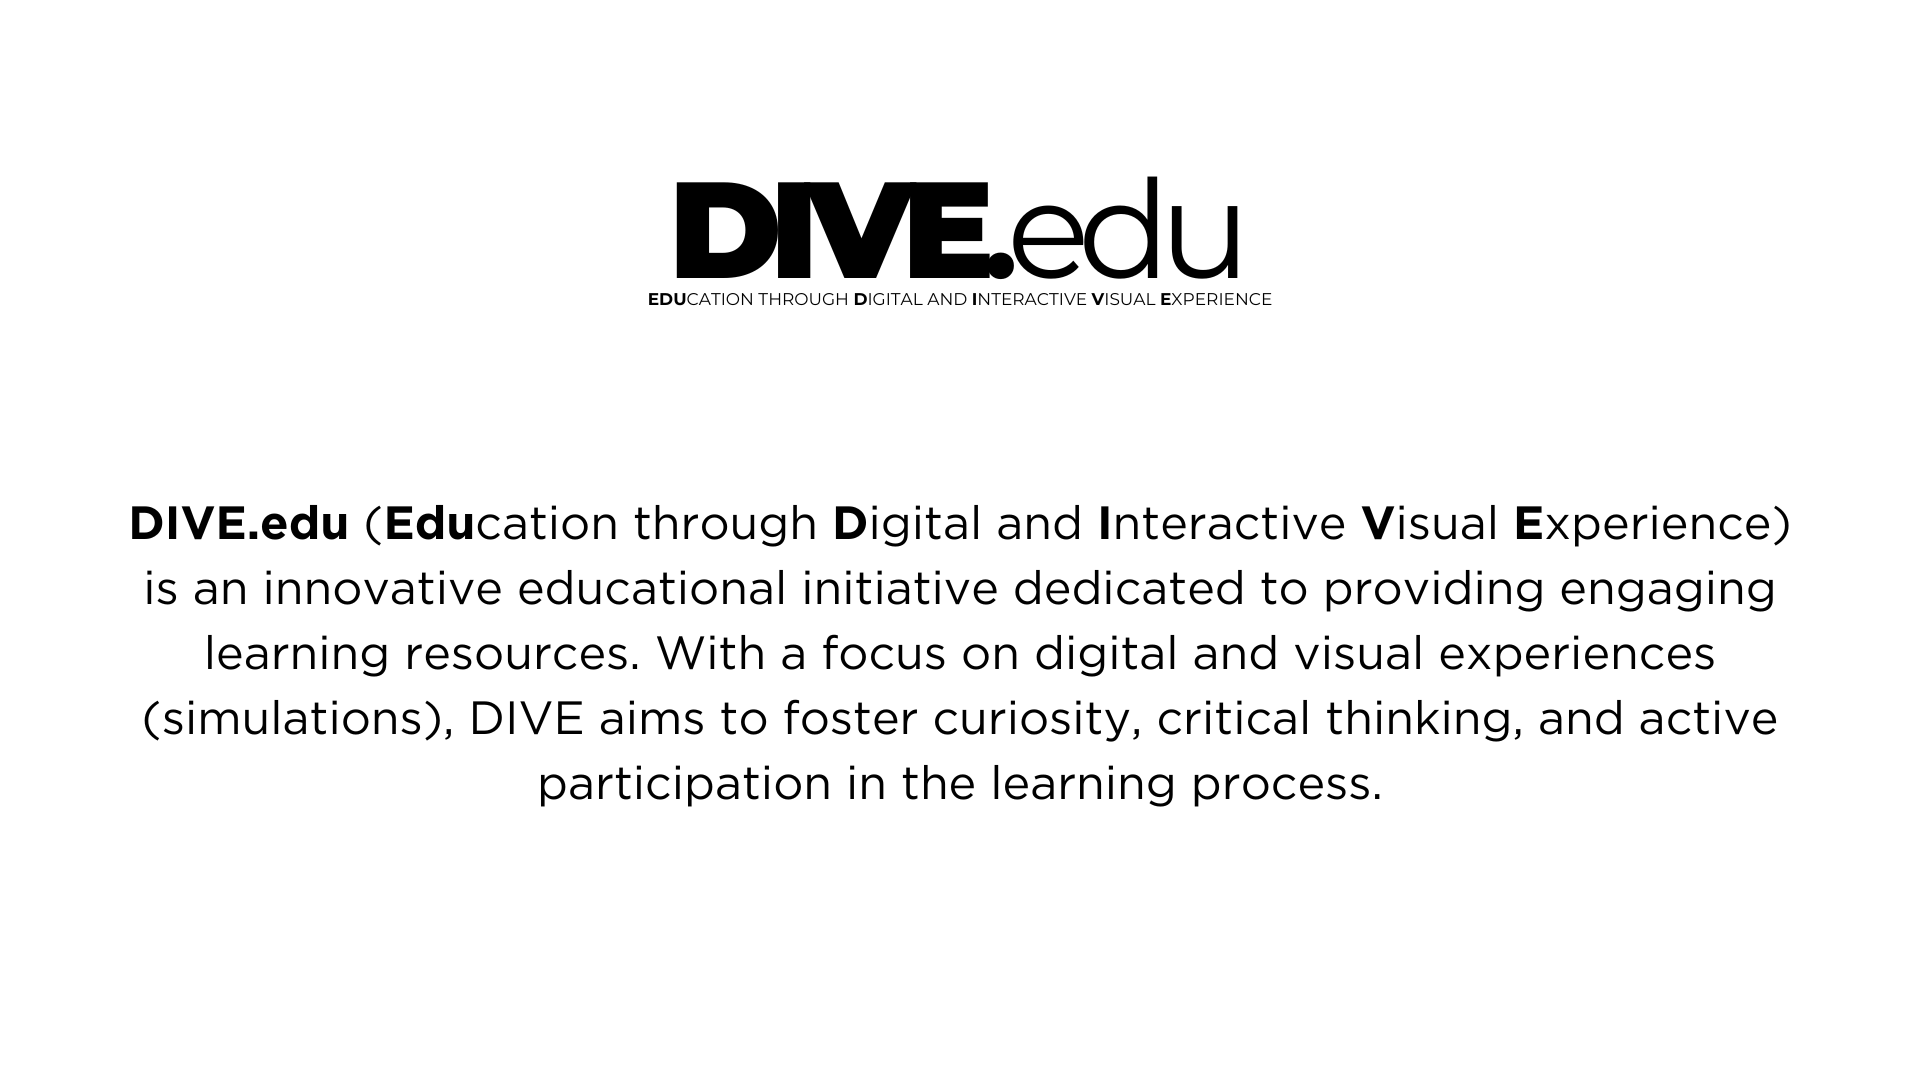 DIVE.edu
EDUCATION THROUGH DIGITAL AND INTERACTIVE VISUAL EXPERIENCE
DIVE.edu (Education through Digital and Interactive Visual Experience)
is an innovative educational initiative dedicated to providing engaging
learning resources. With a focus on digital and visual experiences
(simulations), DIVE aims to foster curiosity, critical thinking, and active
participation in the learning process.